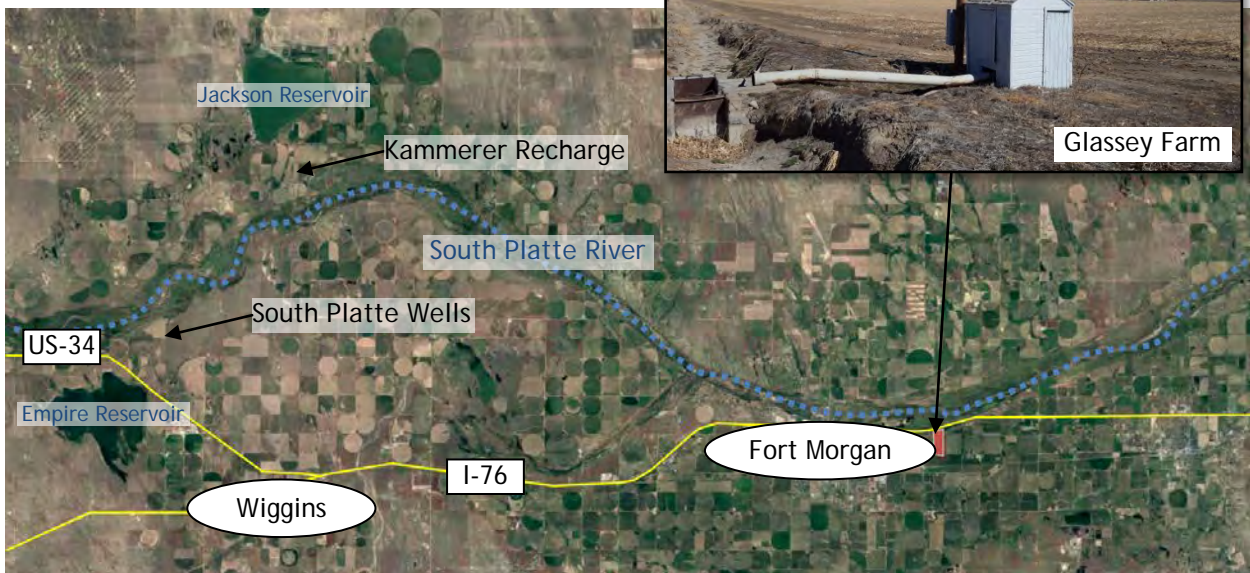 Jackson Reservoir
Kammerer Recharge
Glassey Farm
South Platte River
South Platte Wells
US-34
Empire Reservoir
Fort Morgan
I-76
Wiggins